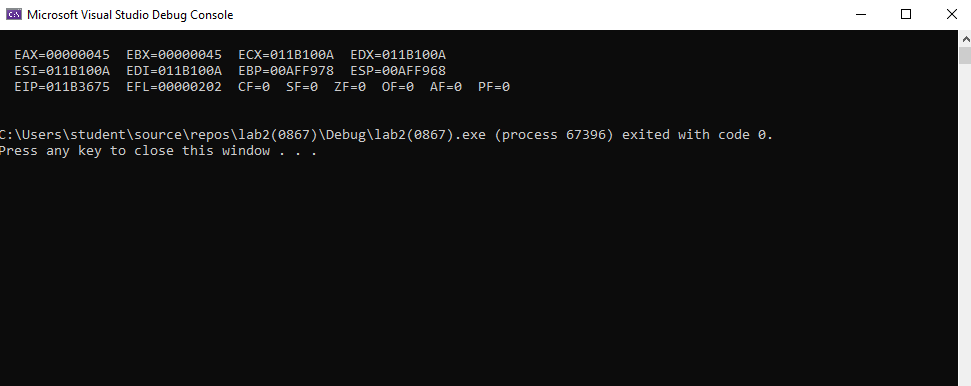 Microsoft Visual Studio Debug Console
EAX=00000045  EBX=00000045  ECX=011B100A  EDX=011B100A
ESI=011B100A  EDI=011B100A  EBP=00AFF978  ESP=00AFF968
EIP=011B3675  EFL=00000202  CF=0  SF=0  ZF=0  OF=0  AF=0  PF=0
C:\Users\student\source\repos\lab2(0867)\Debug\lab2(0867).exe (process 67396) exited with code 0.
Press any key to close this window . . .